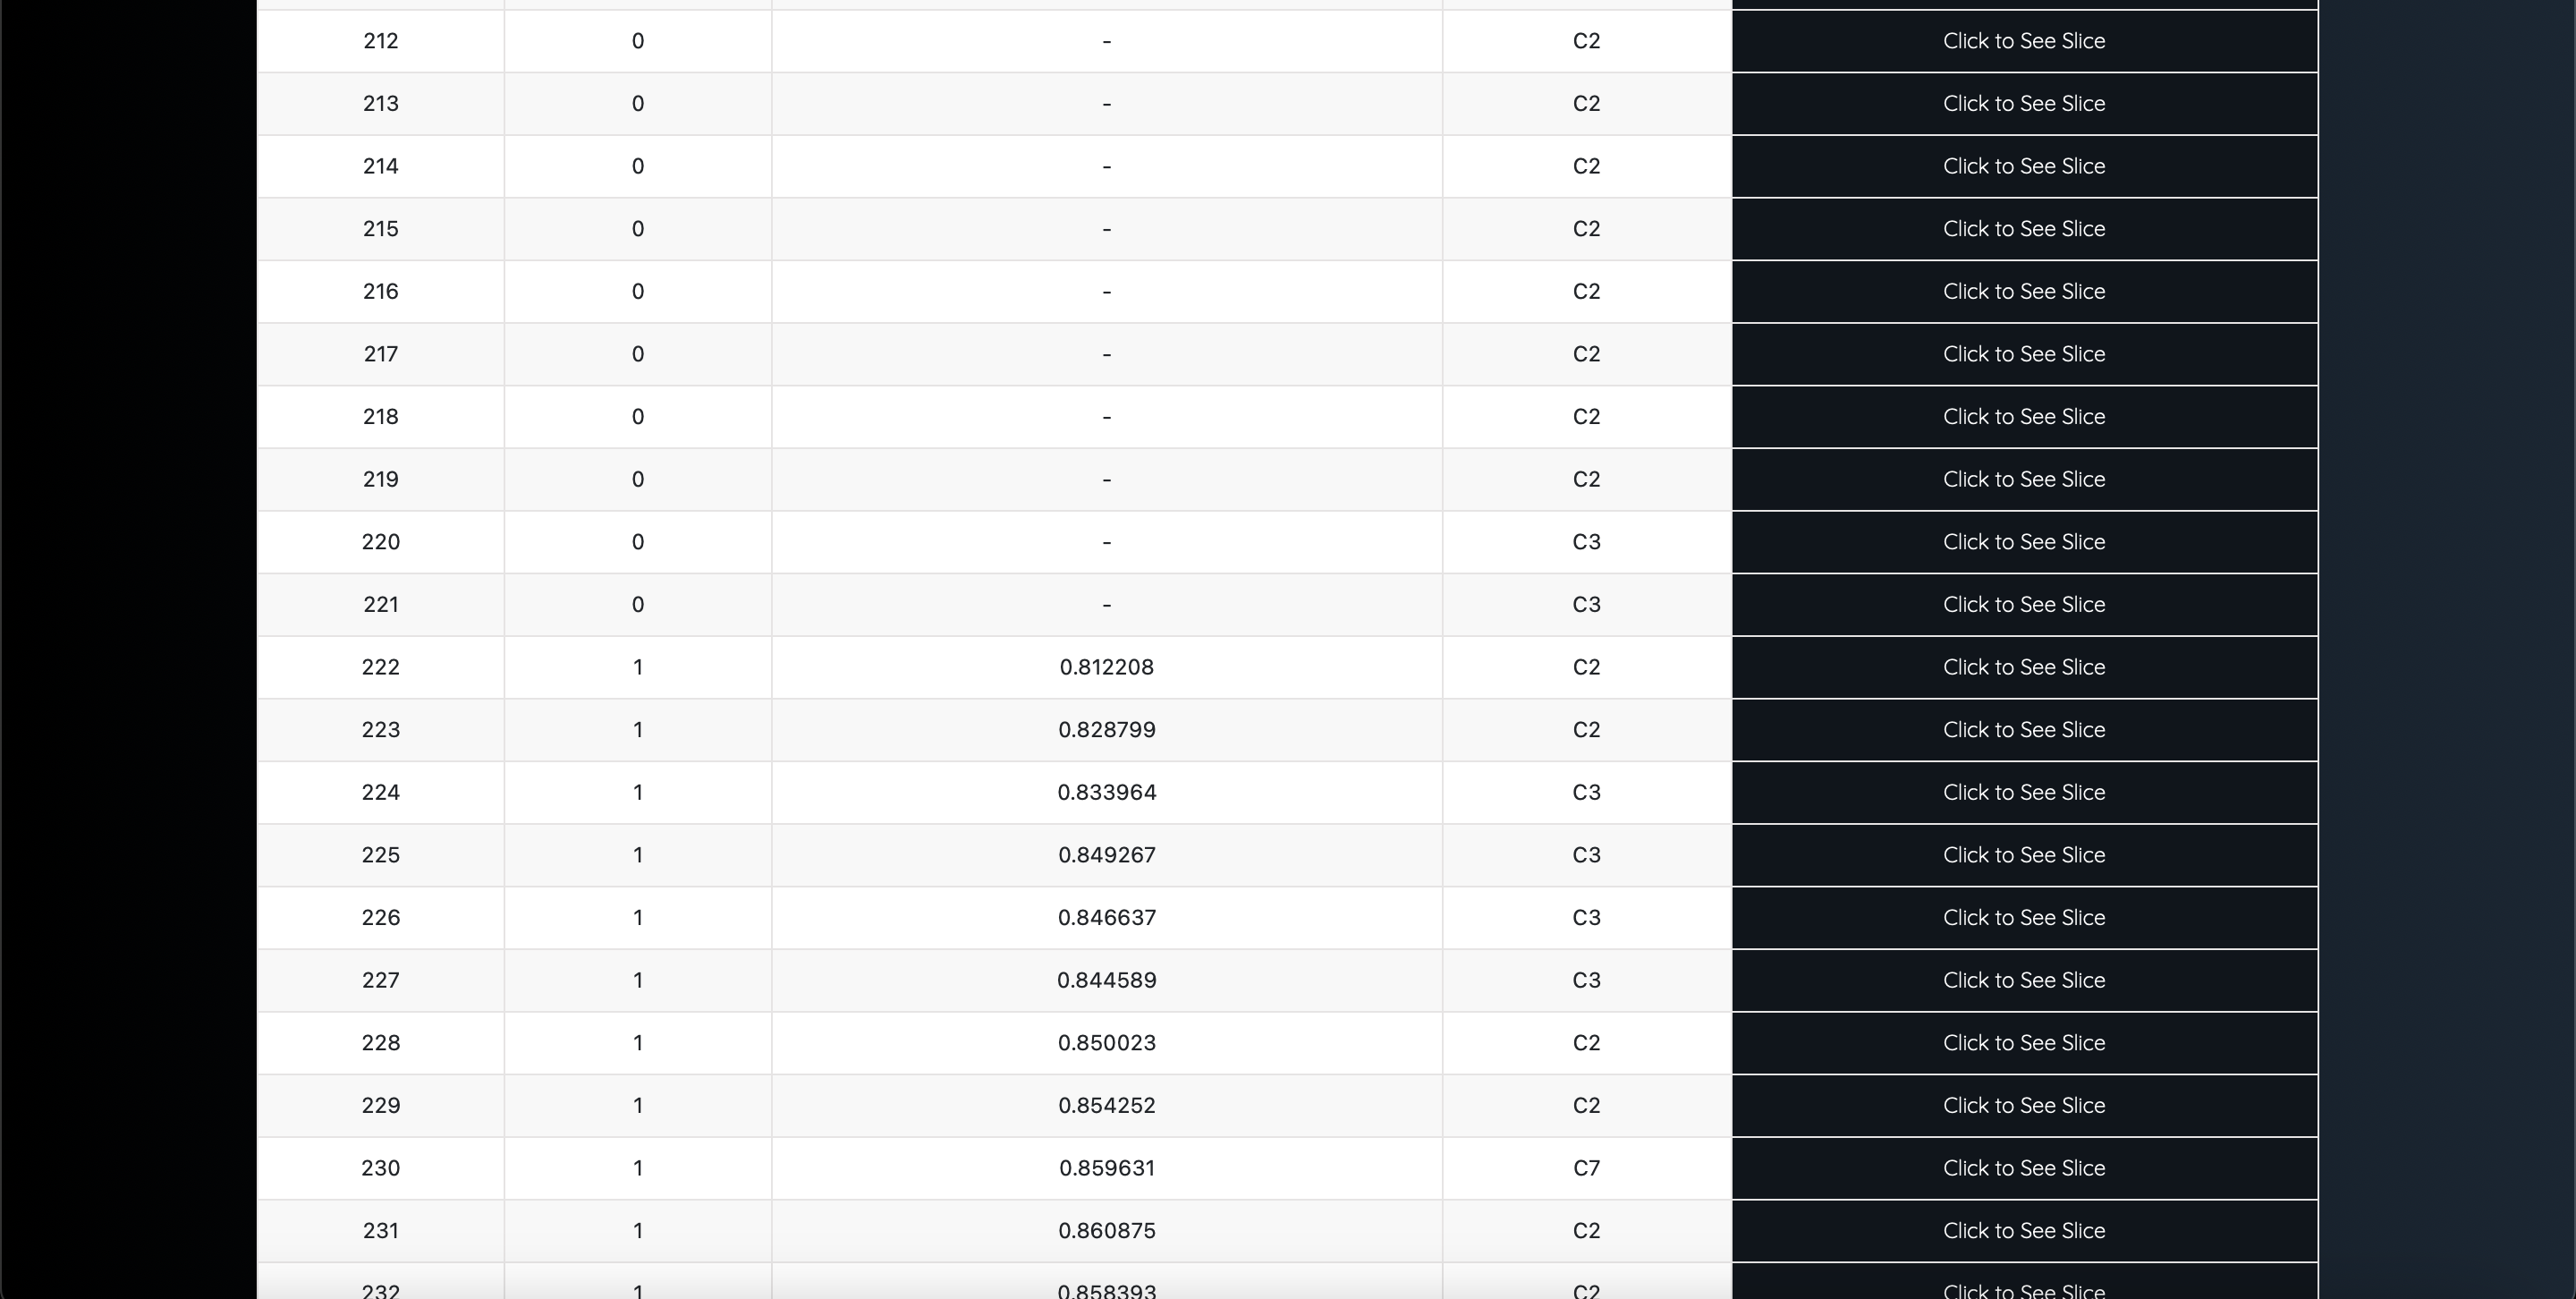 212 0 - C2 Click to See Slice
213 0 - C2 Click to See Slice
214 0 - C2 Click to See Slice
215 0 - C2 Click to See Slice
216 0 - C2 Click to See Slice
217 0 - C2 Click to See Slice
218 0 - C2 Click to See Slice
219 0 - C2 Click to See Slice
220 0 - C3 Click to See Slice
221 0 - C3 Click to See Slice
222 1 0.812208 C2 Click to See Slice
223 1 0.828799 C2 Click to See Slice
224 1 0.833964 C3 Click to See Slice
225 1 0.849267 C3 Click to See Slice
226 1 0.846637 C3 Click to See Slice
227 1 0.844589 C3 Click to See Slice
228 1 0.850023 C2 Click to See Slice
229 1 0.854252 C2 Click to See Slice
230 1 0.859631 C7 Click to See Slice
231 1 0.860875 C2 Click to See Slice
232 1 0.858393 C2 Click to See Slice